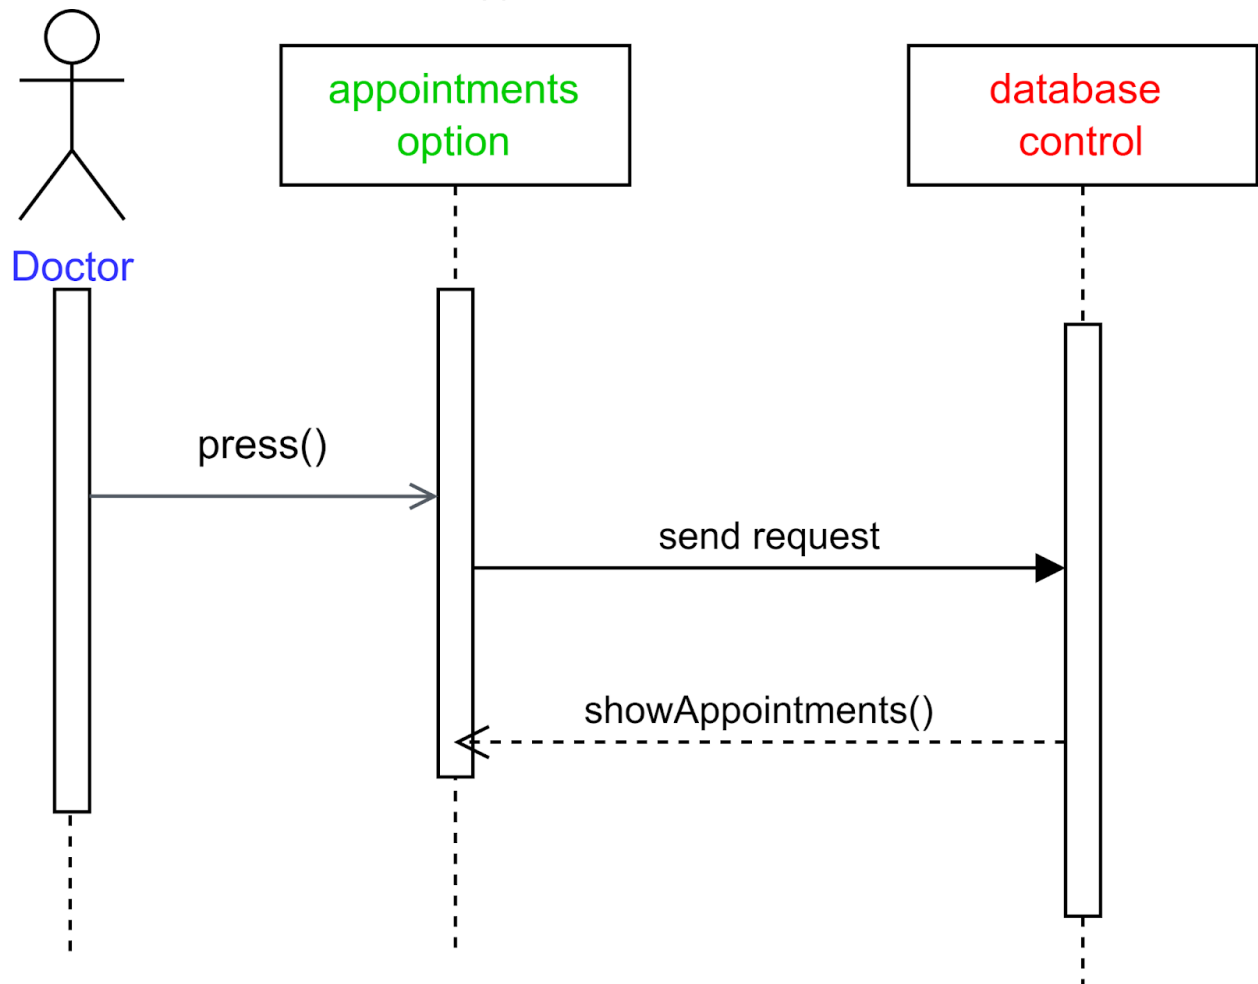 appointments
option
database
control
Doctor
press()
send request
showAppointments()